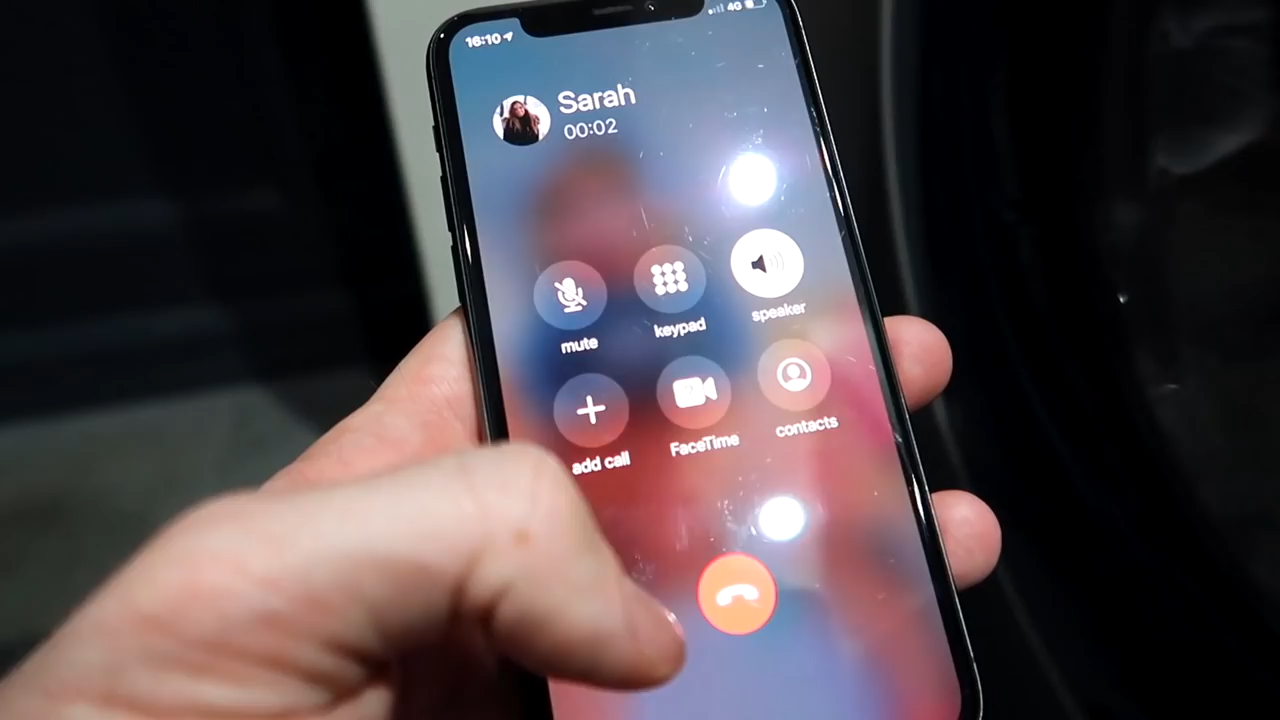 16:10
4G
Sarah
00:02
mute
keypad
speaker
add call
FaceTime
contacts